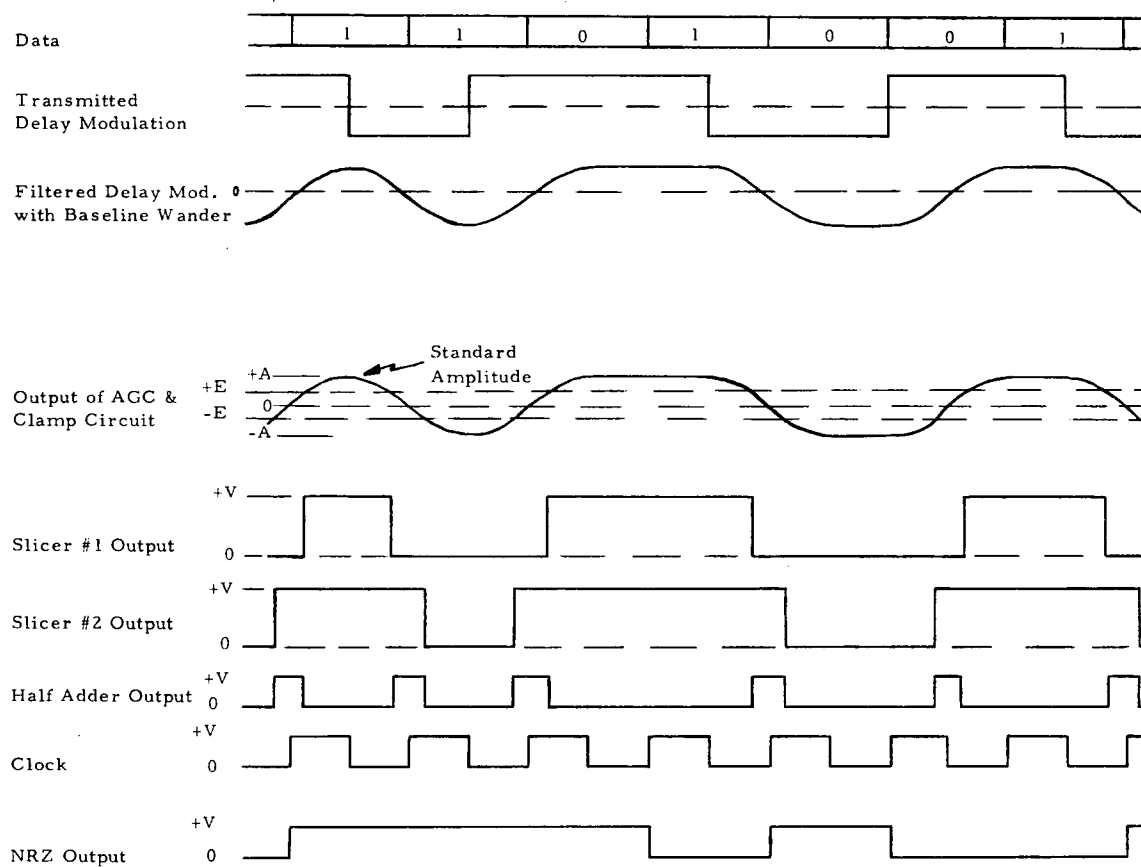 Data
1 1 0 1 0 0 1
Transmitted
Delay Modulation
Filtered Delay Mod. 0
with Baseline Wander
Standard
Amplitude
+A
+E
Output of AGC & 0
Clamp Circuit -E
-A
+V
Slicer #1 Output
0
+V
Slicer #2 Output
0
+V
Half Adder Output 0
+V
Clock 0
+V
NRZ Output 0